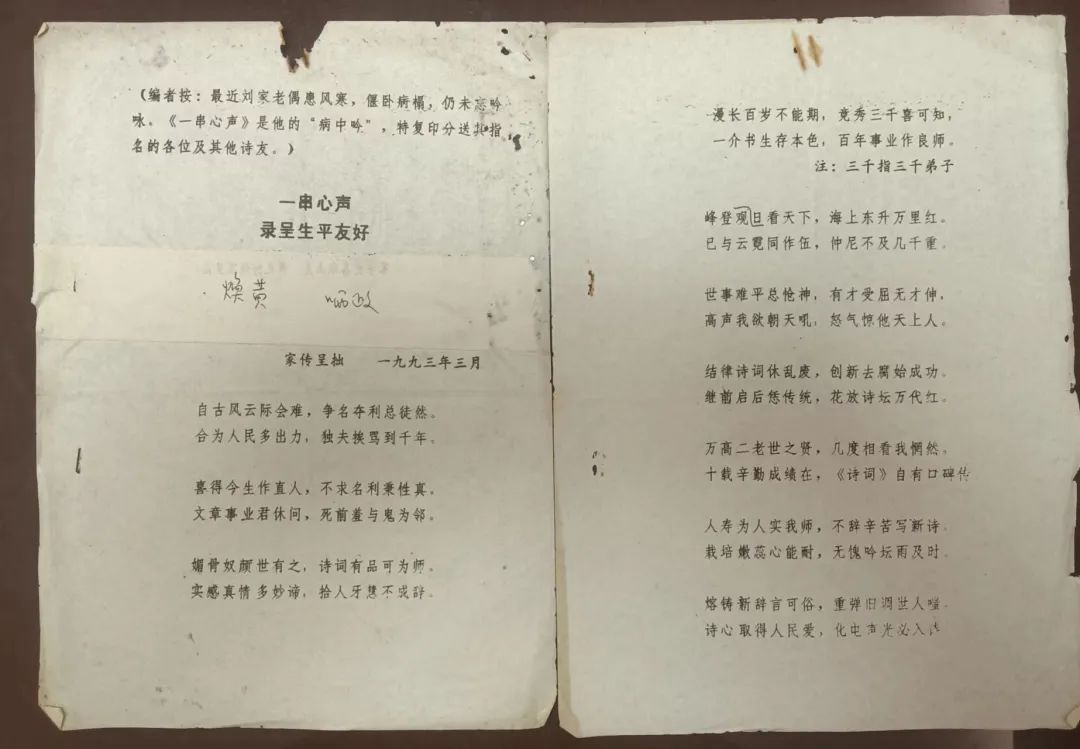 （编者按：最近刘家老偶患风寒，偃卧病榻，仍未忘吟
咏。《一串心声》是他的“病中吟”，特复印分送其指
名的各位及其他诗友。）
一串心声
录呈生平友好
焕黄 哂政
家传呈拙 一九九三年三月
自古风云际会难，争名夺利总徒然。
合为人民多出力，独夫挨骂到千年。
喜得今生作直人，不求名利秉性真。
文章事业君休问，死前羞与鬼为邻。
媚骨奴颜世有之，诗词有品可为师。
实感真情多妙谛，拾人牙慧不成辞。
漫长百岁不能期，竞秀三千喜可知，
一介书生存本色，百年事业作良师。
注：三千指三千弟子
峰登观日看天下，海上东升万里红。
已与云霓同作伍，仲尼不及几千重。
世事难平总怆神，有才受屈无才伸，
高声我欲朝天吼，怒气惊他天上人。
结律诗词休乱废，创新去腐始成功。
继前启后恁传统，花放诗坛万代红。
万高二老世之贤，几度相看我惘然。
十载辛勤成绩在，《诗词》自有口碑传
人寿为人实我师，不辞辛苦写新诗。
栽培嫩蕊心能耐，无愧吟坛雨及时。
熔铸新辞言可俗，重弹旧调世人嗤。
诗心取得人民爱，化电声光必入